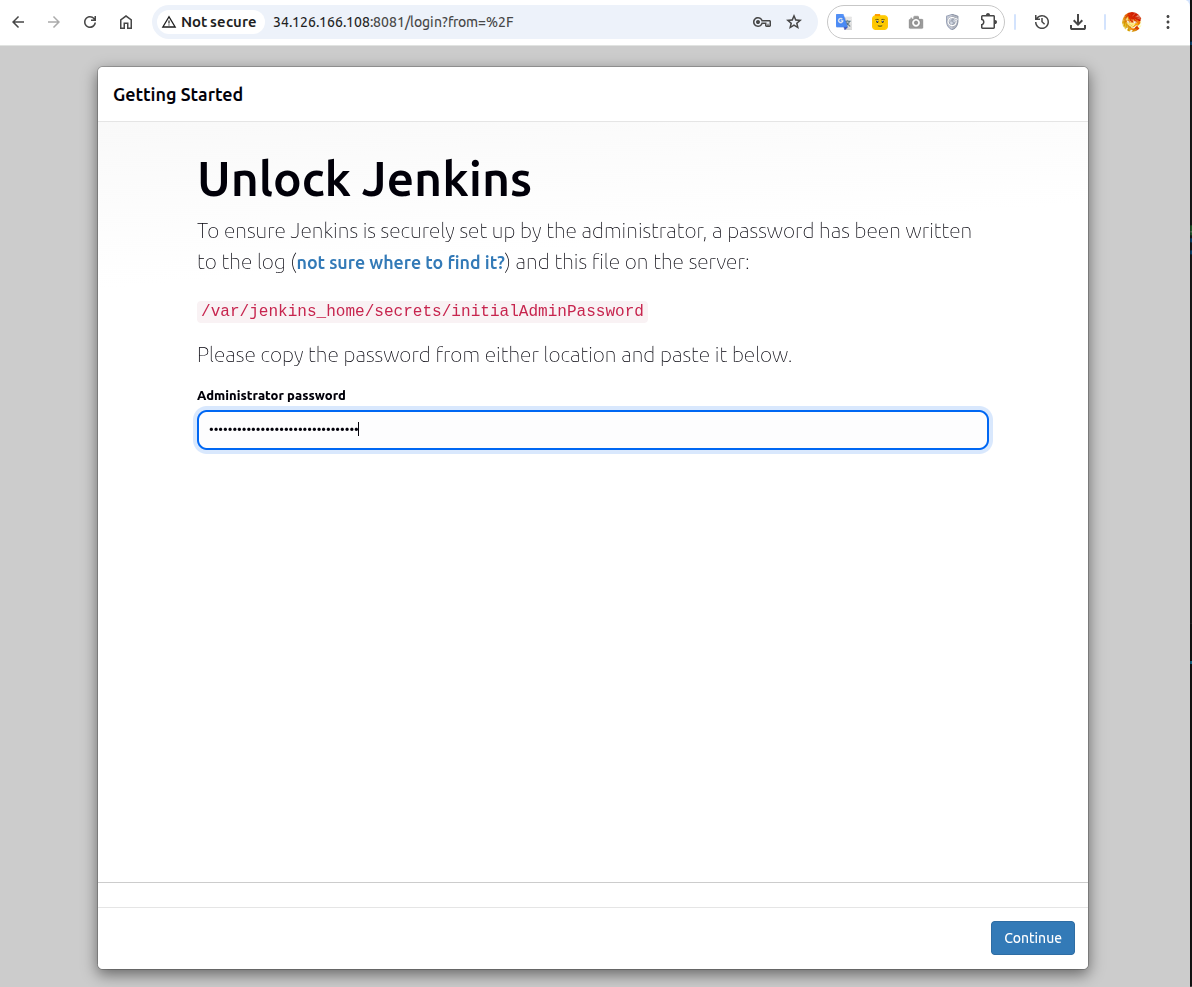 Not secure
34.126.166.108:8081/login?from=%2F
Getting Started
Unlock Jenkins
To ensure Jenkins is securely set up by the administrator, a password has been written
to the log (not sure where to find it?) and this file on the server:
/var/jenkins_home/secrets/initialAdminPassword
Please copy the password from either location and paste it below.
Administrator password
Continue